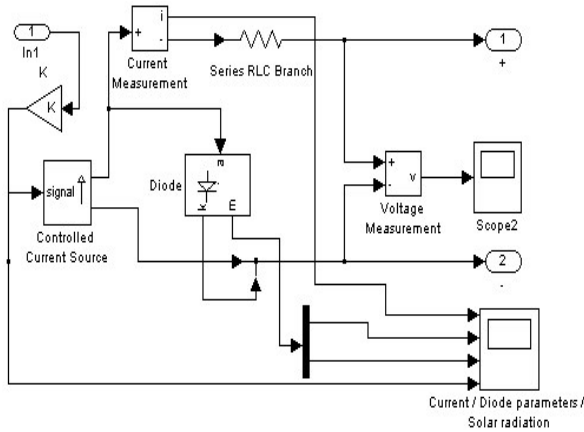 1
In1
K
K
+
i
-
Current
Measurement
Series RLC Branch
1
+
signal
Controlled
Current Source
Diode
a
k
m
+
-
v
Voltage
Measurement
Scope2
2
-
Current / Diode parameters /
Solar radiation